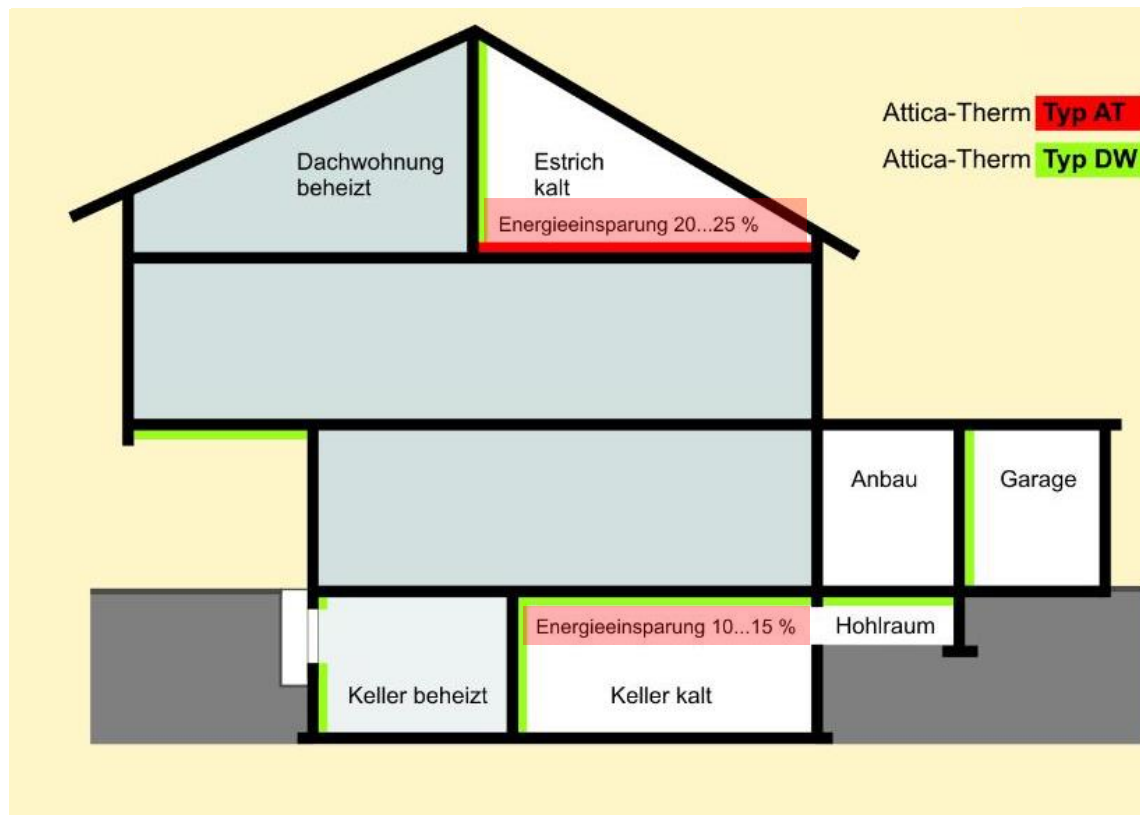 Attica-Therm Typ AT
Attica-Therm Typ DW
Dachwohnung
beheizt
Estrich
kalt
Energieeinsparung 20...25 %
Anbau
Garage
Energieeinsparung 10...15 %
Hohlraum
Keller beheizt
Keller kalt